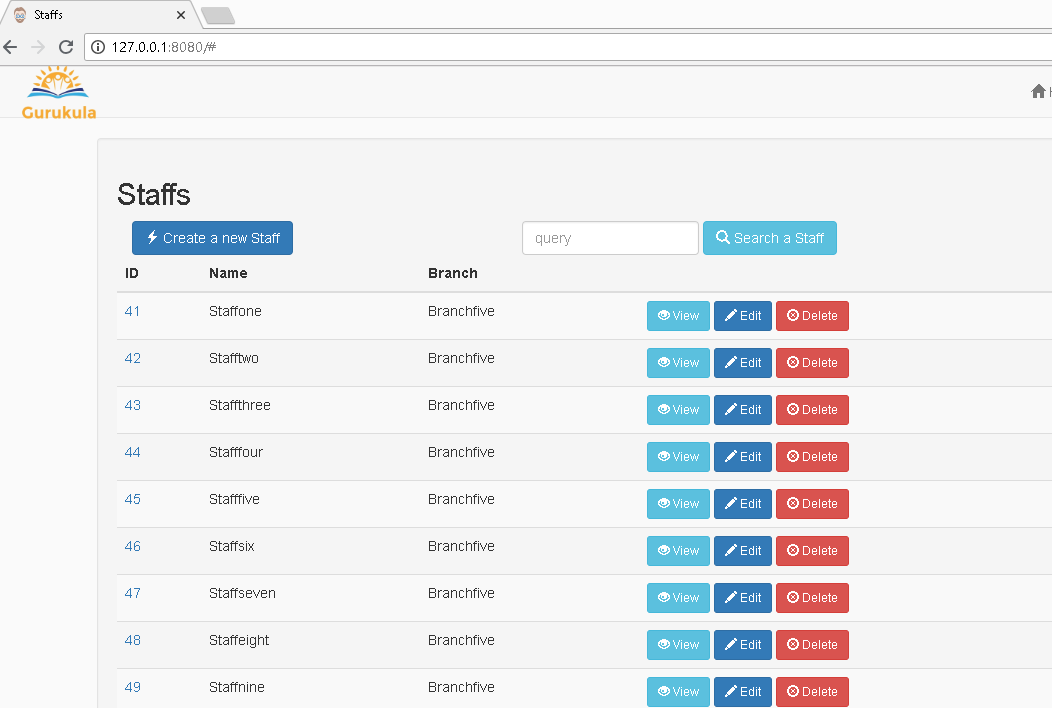 Staffs
127.0.0.1:8080/#
Gurukula
Staffs
Create a new Staff query Search a Staff
ID Name Branch
41 Staffone Branchfive View Edit Delete
42 Stafftwo Branchfive View Edit Delete
43 Staffthree Branchfive View Edit Delete
44 Stafffour Branchfive View Edit Delete
45 Stafffive Branchfive View Edit Delete
46 Staffsix Branchfive View Edit Delete
47 Staffseven Branchfive View Edit Delete
48 Staffeight Branchfive View Edit Delete
49 Staffnine Branchfive View Edit Delete